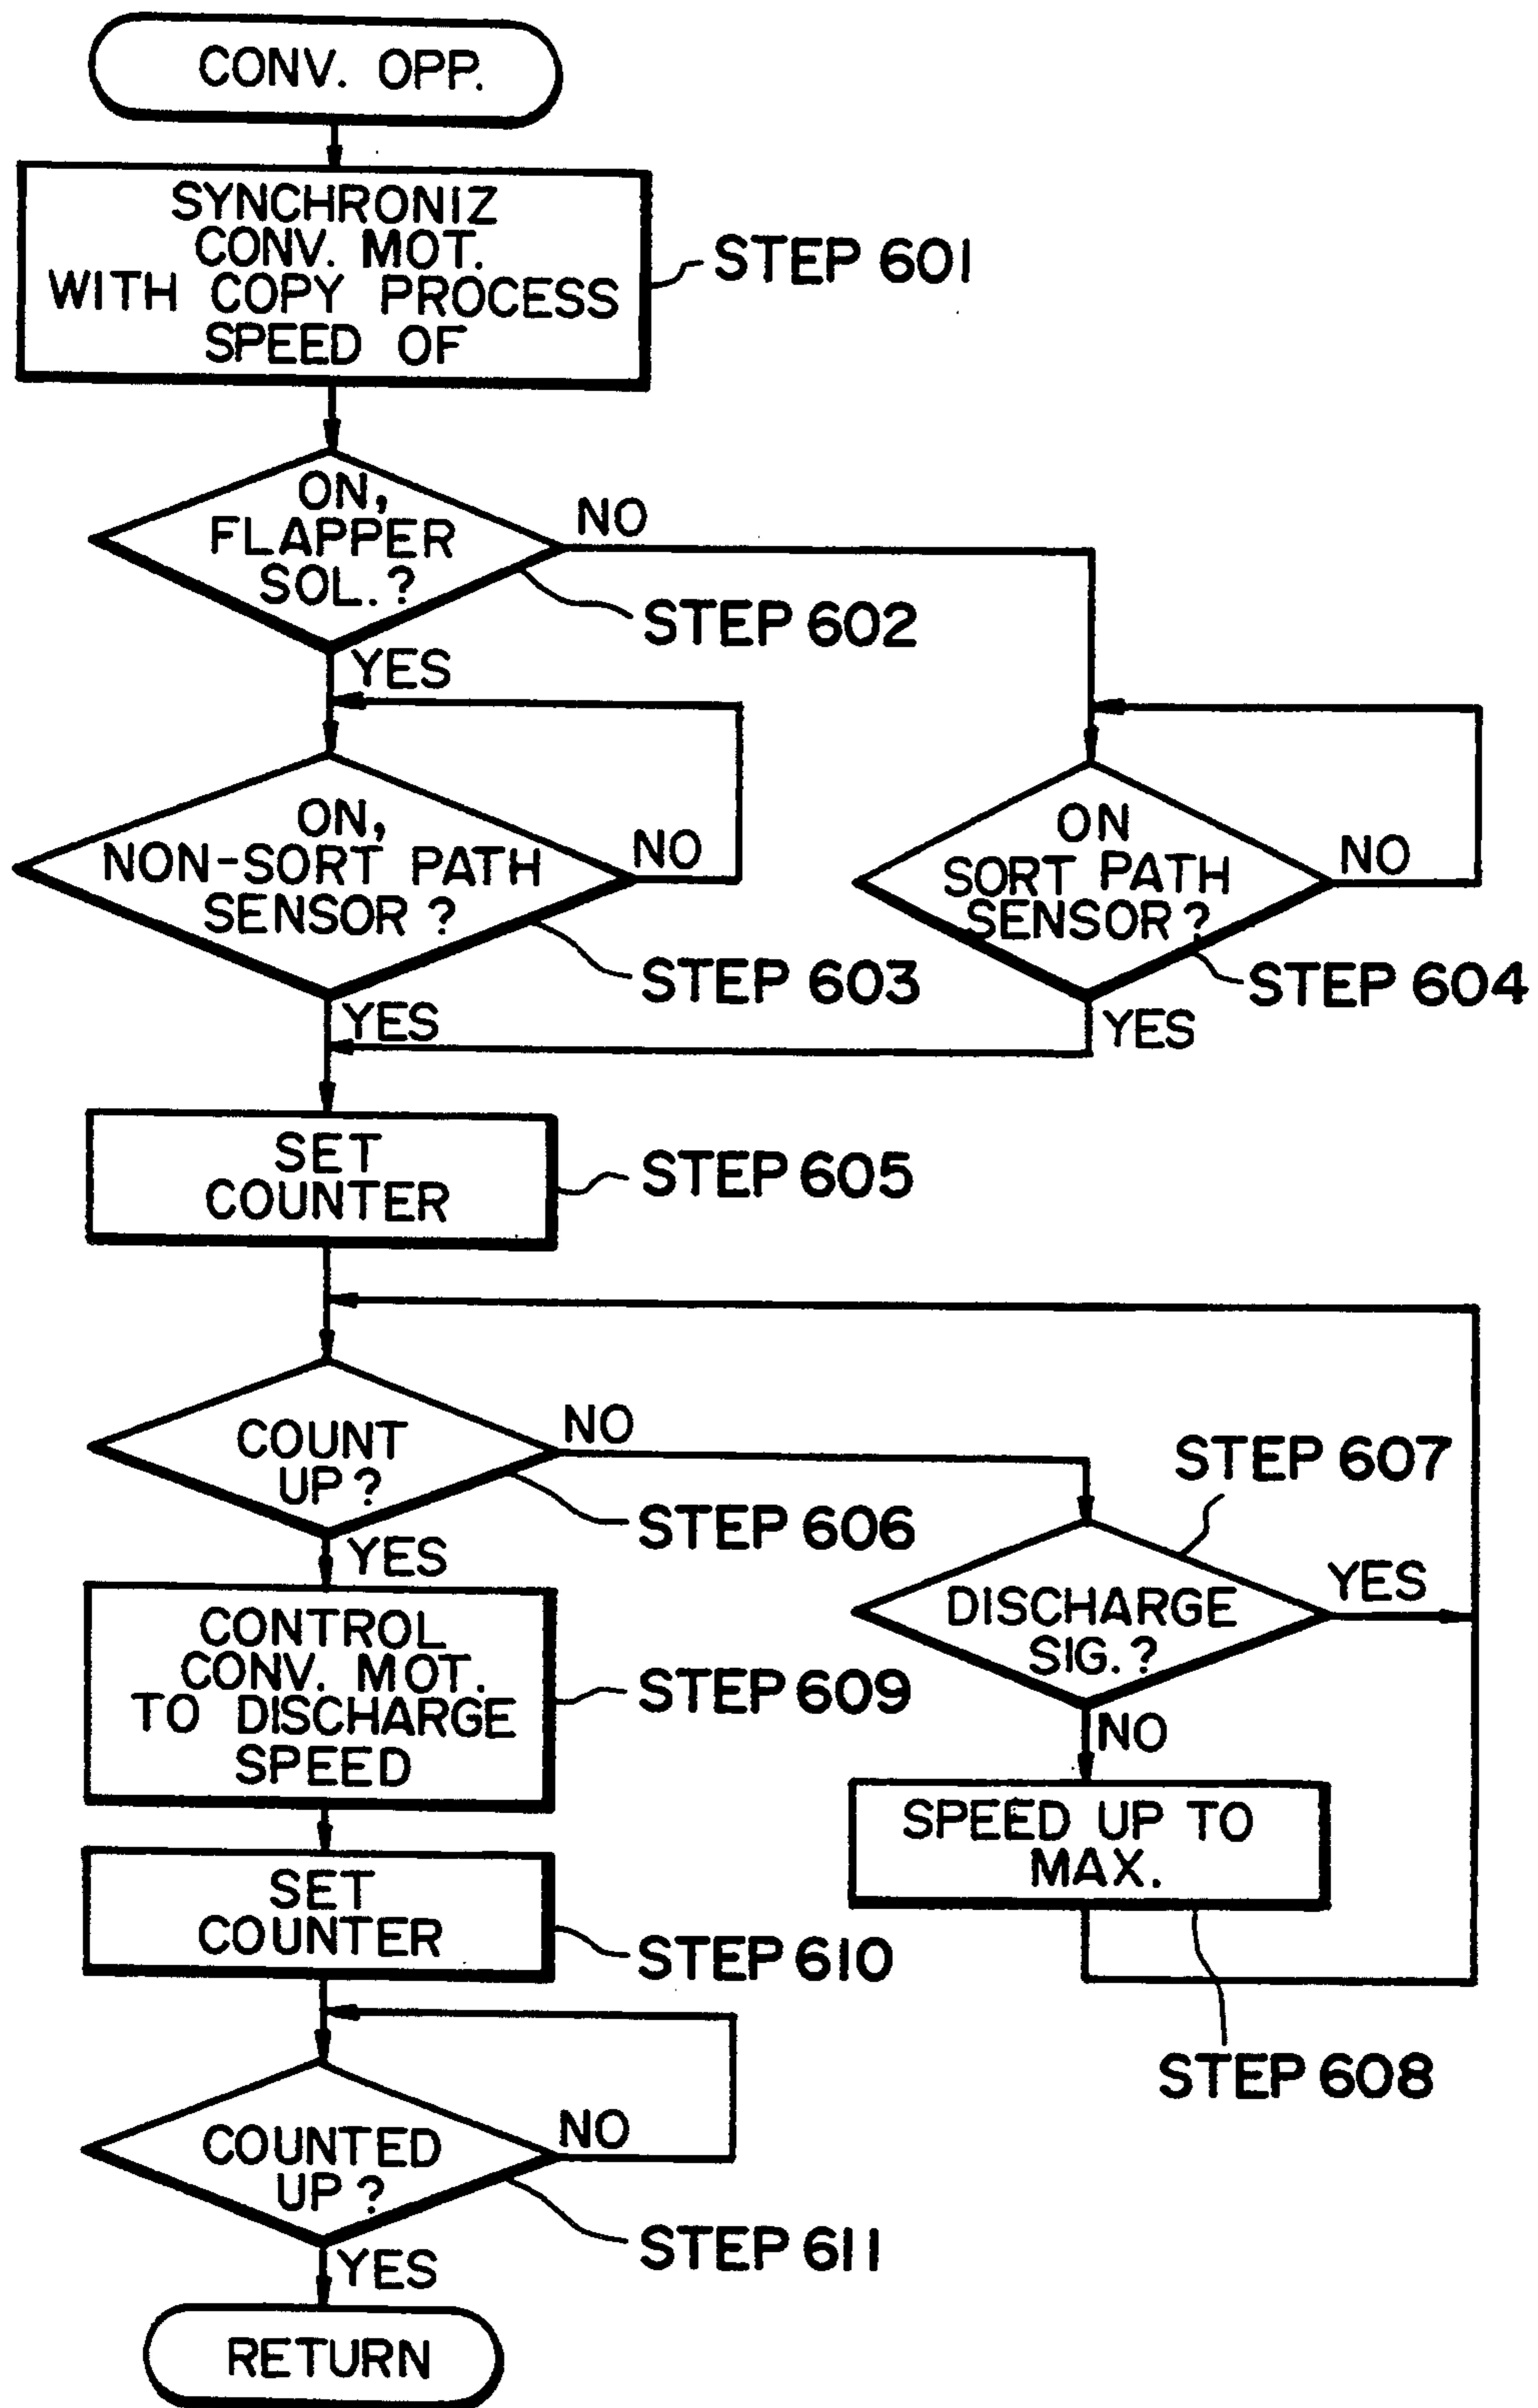 CONV. OPP.
SYNCHRONIZ
CONV. MOT.
WITH COPY PROCESS
SPEED OF
STEP 601
ON,
FLAPPER
SOL.?
NO
STEP 602
YES
ON,
NON-SORT PATH
SENSOR?
NO
STEP 603
YES
ON
SORT PATH
SENSOR?
NO
STEP 604
YES
SET
COUNTER
STEP 605
COUNT
UP?
NO
STEP 606
YES
STEP 607
DISCHARGE
SIG.?
YES
NO
CONTROL
CONV. MOT.
TO DISCHARGE
SPEED
STEP 609
SPEED UP TO
MAX.
STEP 608
SET
COUNTER
STEP 610
COUNTED
UP?
NO
STEP 611
YES
RETURN